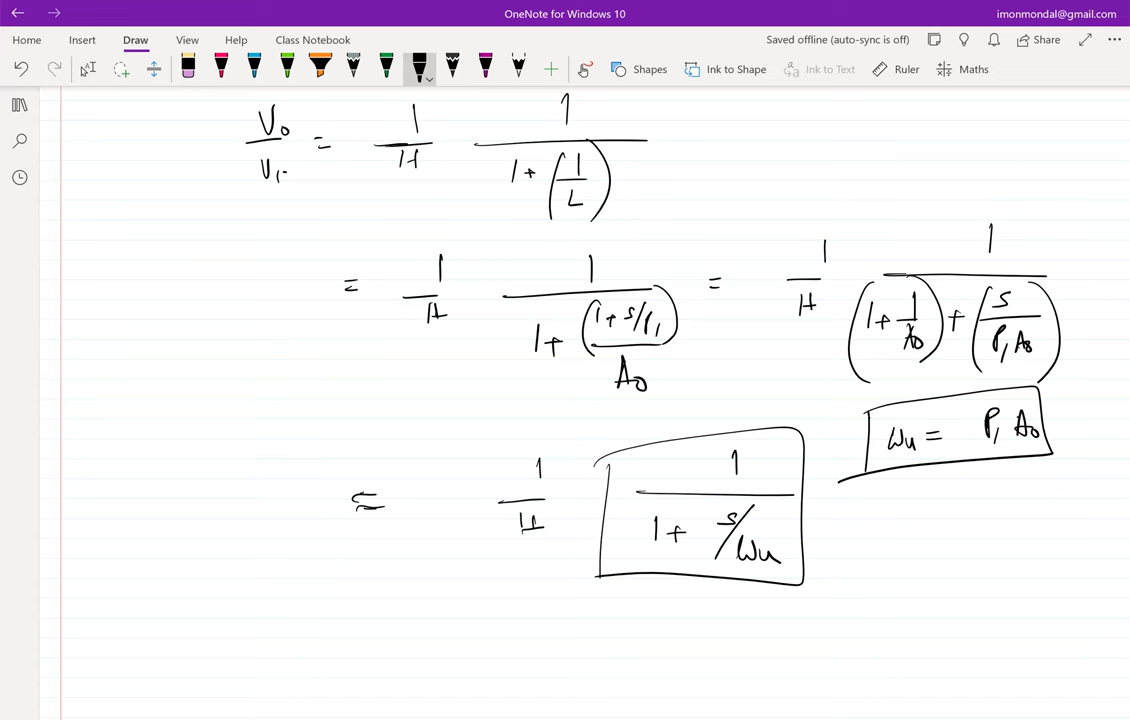 OneNote for Windows 10
imonmondal@gmail.com
Home Insert Draw View Help Class Notebook
Saved offline (auto-sync is off) Share
Shapes Ink to Shape Ink to Text Ruler Maths
V₀/Vᵢ = 1/H 1/(1 + (1/L))
= 1/H 1/(1 + ((1 + s/P₁)/A₀)) = 1/H 1/((1 + 1/A₀) + (s/(P₁A₀)))
ωu = P₁ A₀
≅ 1/H 1/(1 + s/ωu)